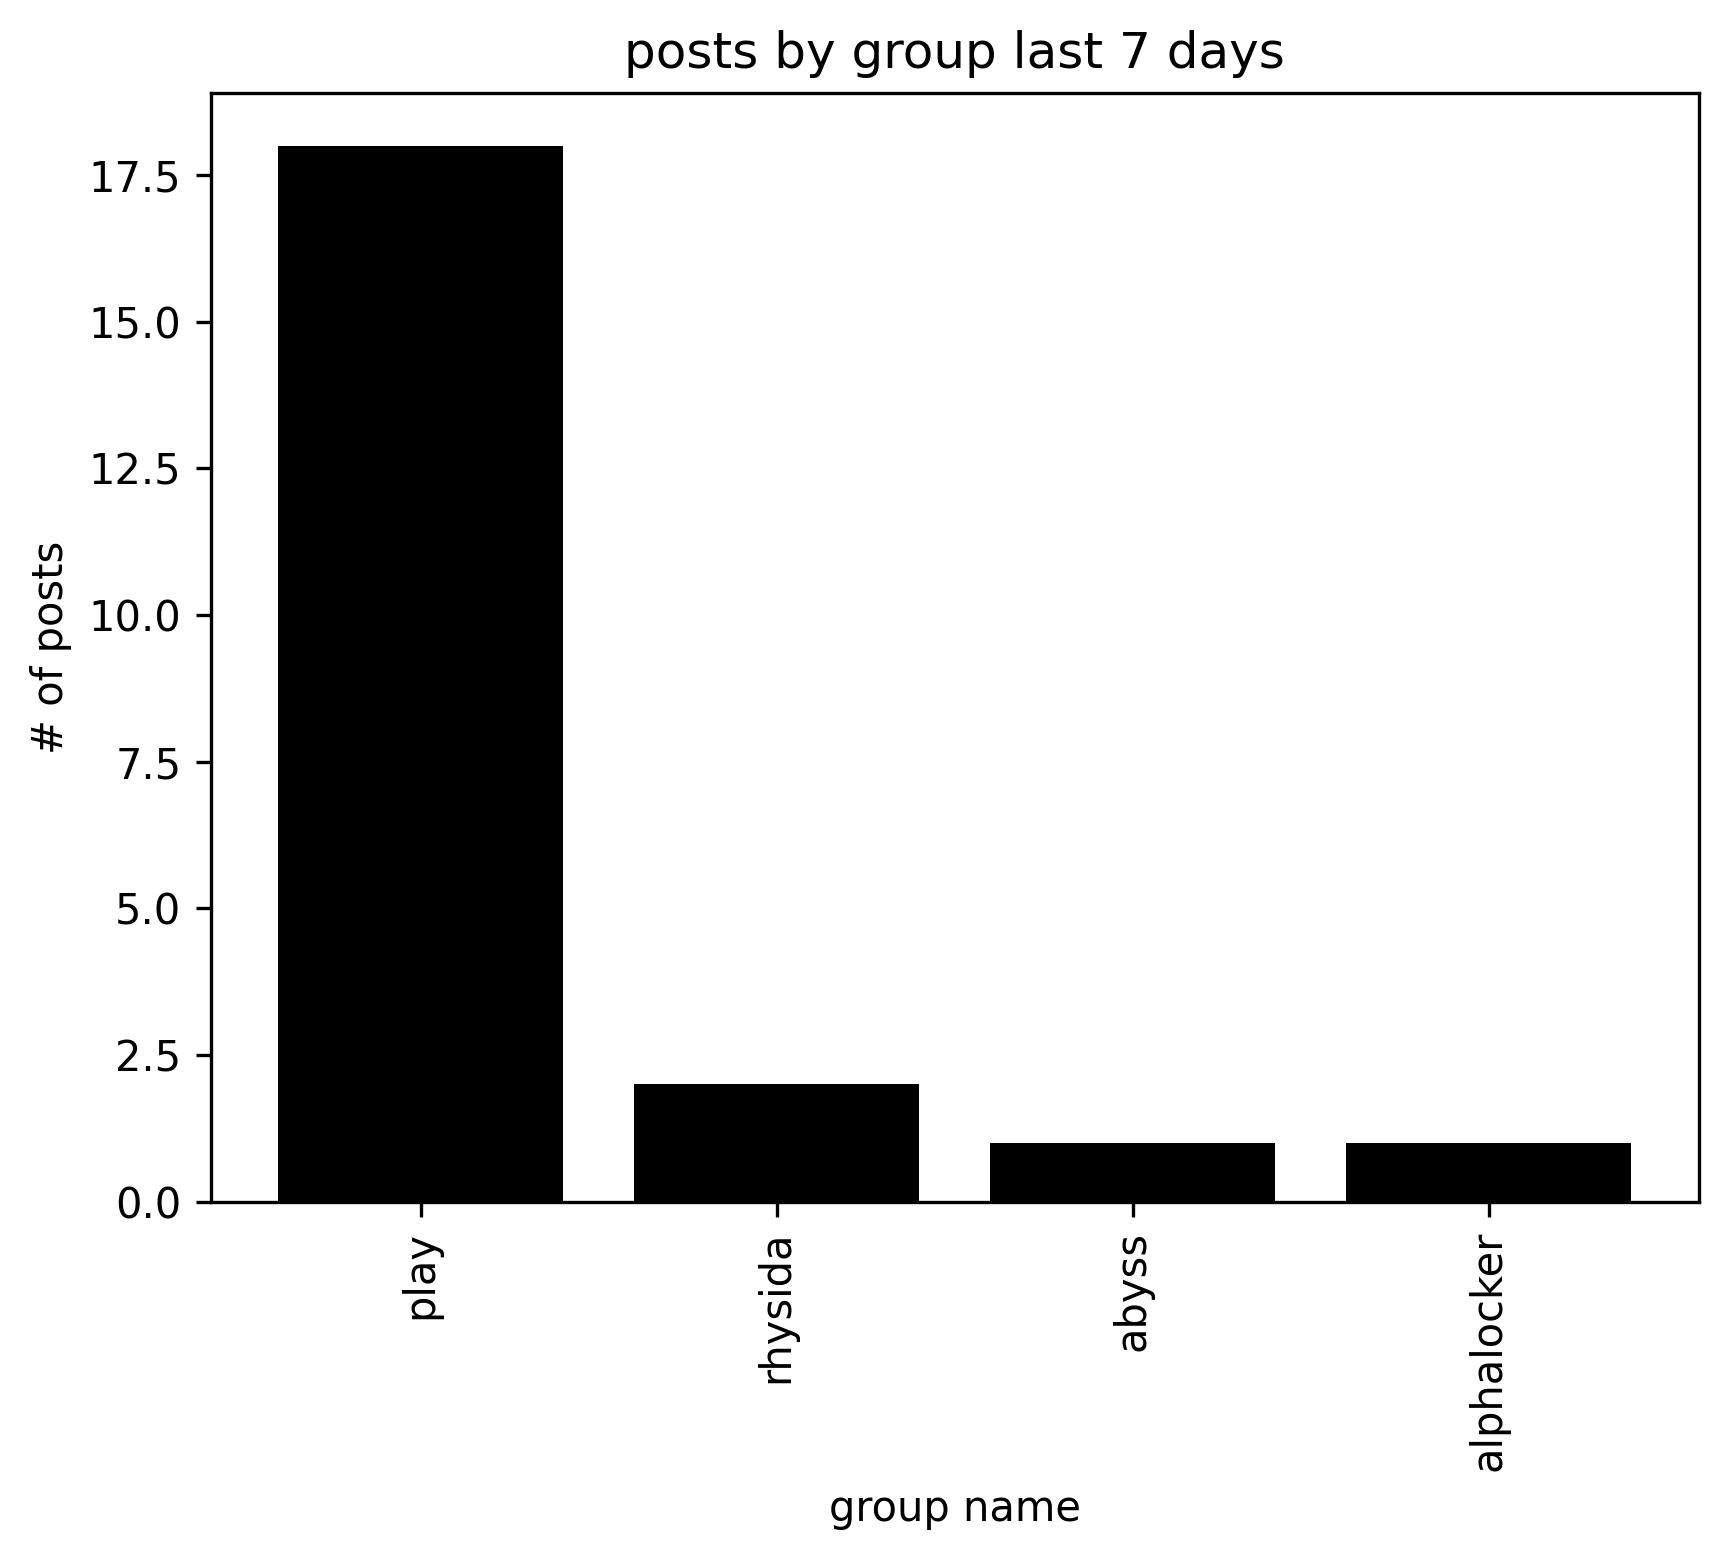 posts by group last 7 days
# of posts
17.5
15.0
12.5
10.0
7.5
5.0
2.5
0.0
play
rhysida
abyss
alphalocker
group name